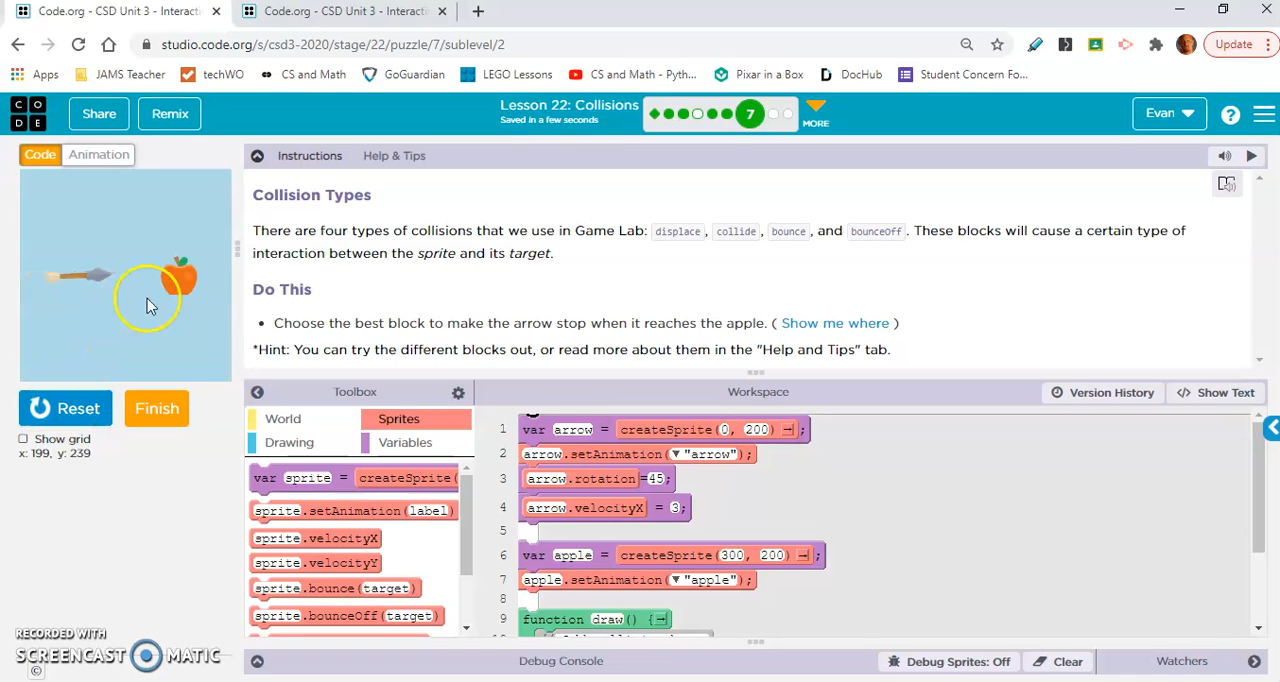 Code.org - CSD Unit 3 - Interacti
Code.org - CSD Unit 3 - Interacti
studio.code.org/s/csd3-2020/stage/22/puzzle/7/sublevel/2
Update
Apps
JAMS Teacher
techWO
CS and Math
GoGuardian
LEGO Lessons
CS and Math - Pyth...
Pixar in a Box
DocHub
Student Concern Fo...
C O
D E
Share
Remix
Lesson 22: Collisions
Saved in a few seconds
7
MORE
Evan
?
Code
Animation
Instructions
Help & Tips
Collision Types
There are four types of collisions that we use in Game Lab: displace, collide, bounce, and bounceOff. These blocks will cause a certain type of
interaction between the sprite and its target.
Do This
• Choose the best block to make the arrow stop when it reaches the apple. ( Show me where )
*Hint: You can try the different blocks out, or read more about them in the "Help and Tips" tab.
Reset
Finish
Show grid
x: 199, y: 239
Toolbox
Workspace
Version History
</> Show Text
World
Sprites
Drawing
Variables
var sprite = createSprite(
sprite.setAnimation(label)
sprite.velocityX
sprite.velocityY
sprite.bounce(target)
sprite.bounceOff(target)
1 var arrow = createSprite(0, 200);
2 arrow.setAnimation("arrow");
3 arrow.rotation=45;
4 arrow.velocityX = 3;
5
6 var apple = createSprite(300, 200);
7 apple.setAnimation("apple");
8
9 function draw() {
Debug Console
Debug Sprites: Off
Clear
Watchers
RECORDED WITH
SCREENCAST MATIC